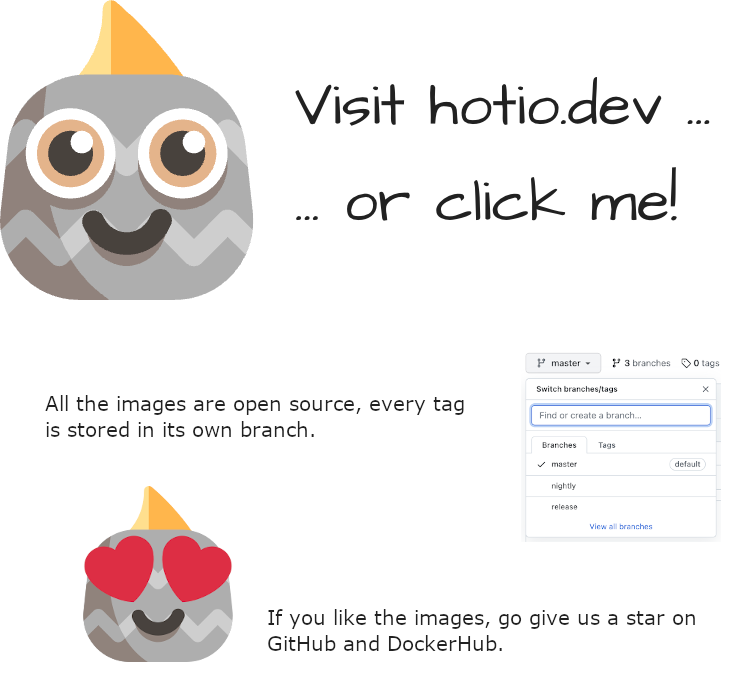 Visit hotio.dev ...
... or click me!
master
3 branches
0 tags
Switch branches/tags
Find or create a branch...
Branches
Tags
master
default
nightly
release
View all branches
All the images are open source, every tag
is stored in its own branch.
If you like the images, go give us a star on
GitHub and DockerHub.